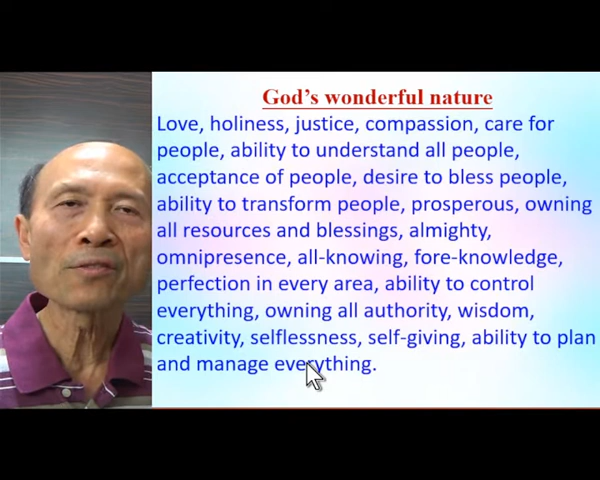 God's wonderful nature
Love, holiness, justice, compassion, care for
people, ability to understand all people,
acceptance of people, desire to bless people,
ability to transform people, prosperous, owning
all resources and blessings, almighty,
omnipresence, all-knowing, fore-knowledge,
perfection in every area, ability to control
everything, owning all authority, wisdom,
creativity, selflessness, self-giving, ability to plan
and manage everything.